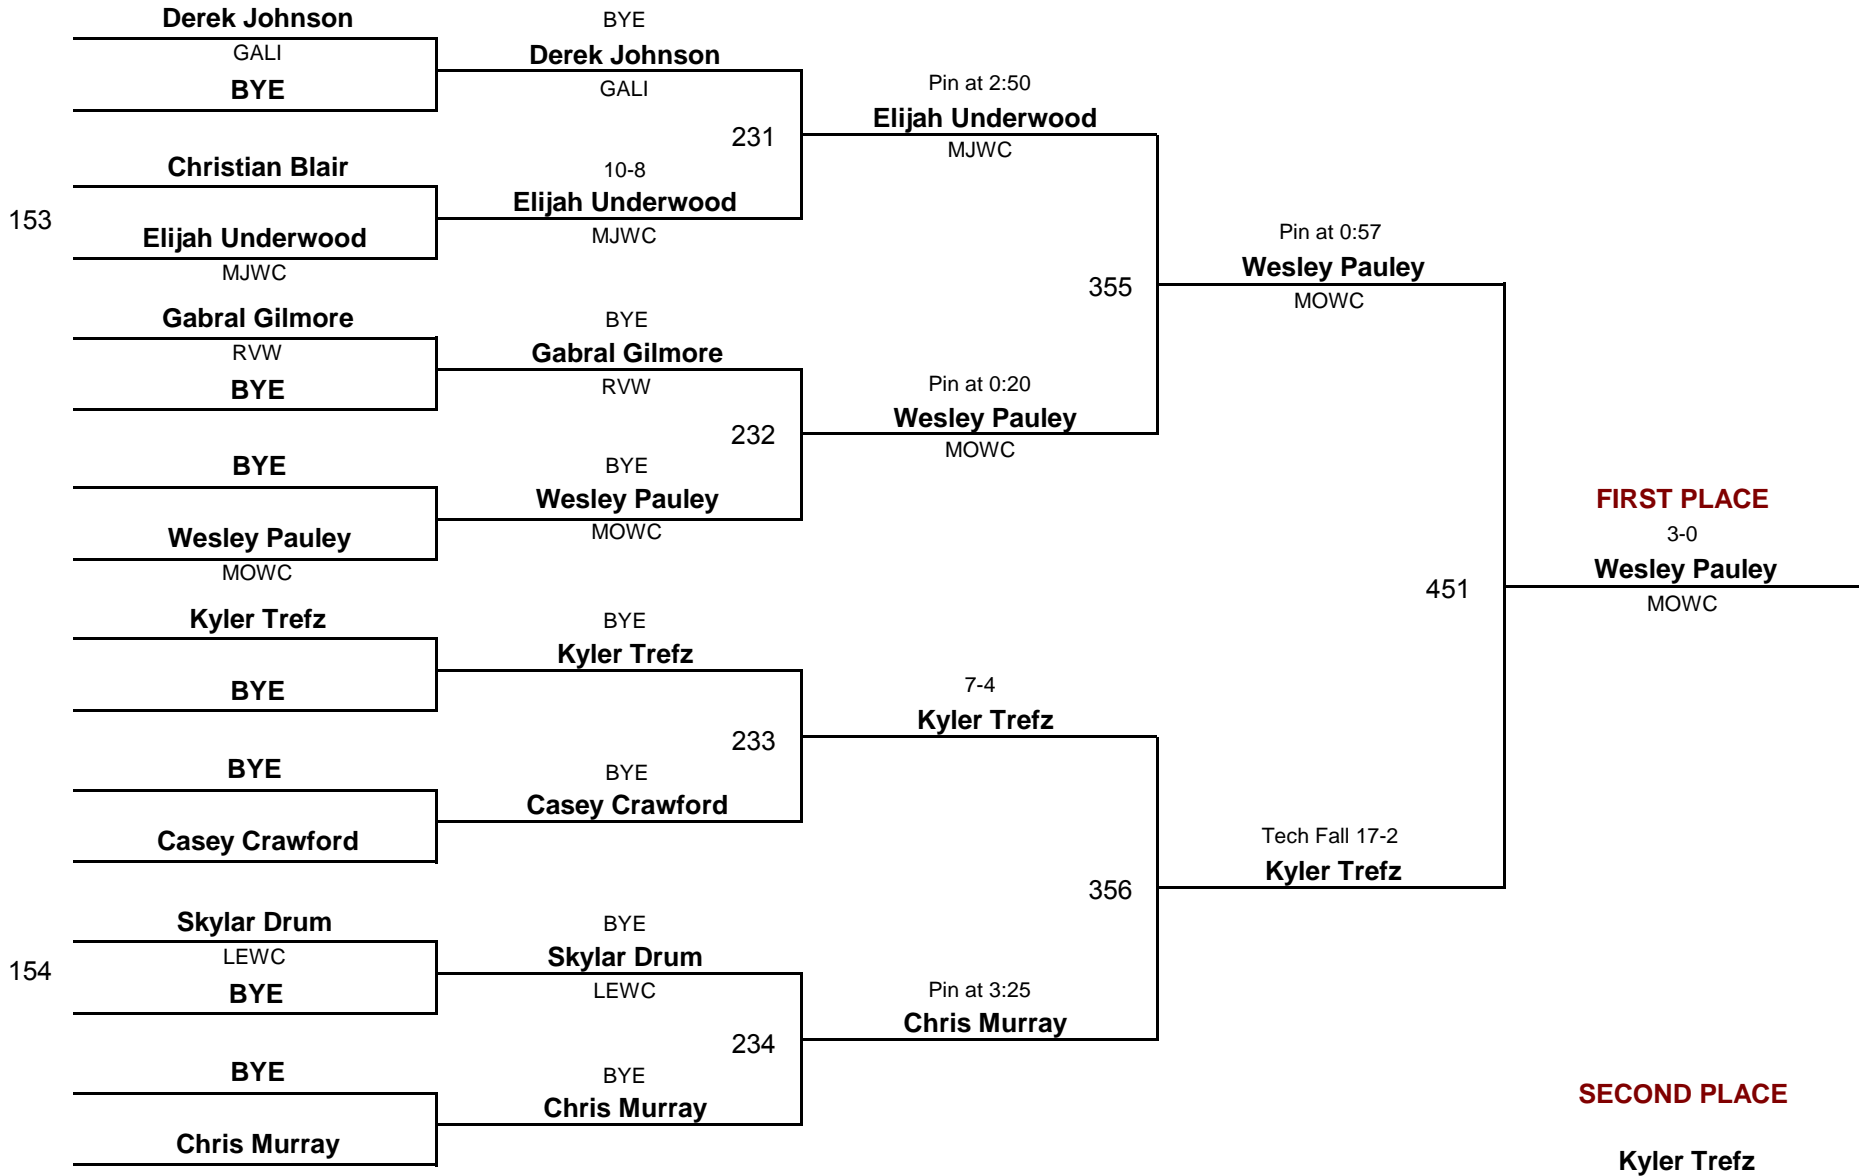 Derek Johnson
GALI
BYE
153
Christian Blair
Elijah Underwood
MJWC
Gabral Gilmore
RVW
BYE
BYE
Wesley Pauley
MOWC
Kyler Trefz
BYE
BYE
Casey Crawford
154
Skylar Drum
LEWC
BYE
BYE
Chris Murray
BYE
Derek Johnson
GALI
231
10-8
Elijah Underwood
MJWC
BYE
Gabral Gilmore
RVW
232
BYE
Wesley Pauley
MOWC
BYE
Kyler Trefz
233
BYE
Casey Crawford
BYE
Skylar Drum
LEWC
234
BYE
Chris Murray
Pin at 2:50
Elijah Underwood
MJWC
355
Pin at 0:20
Wesley Pauley
MOWC
7-4
Kyler Trefz
356
Pin at 3:25
Chris Murray
Pin at 0:57
Wesley Pauley
MOWC
451
Tech Fall 17-2
Kyler Trefz
FIRST PLACE
3-0
Wesley Pauley
MOWC
SECOND PLACE
Kyler Trefz